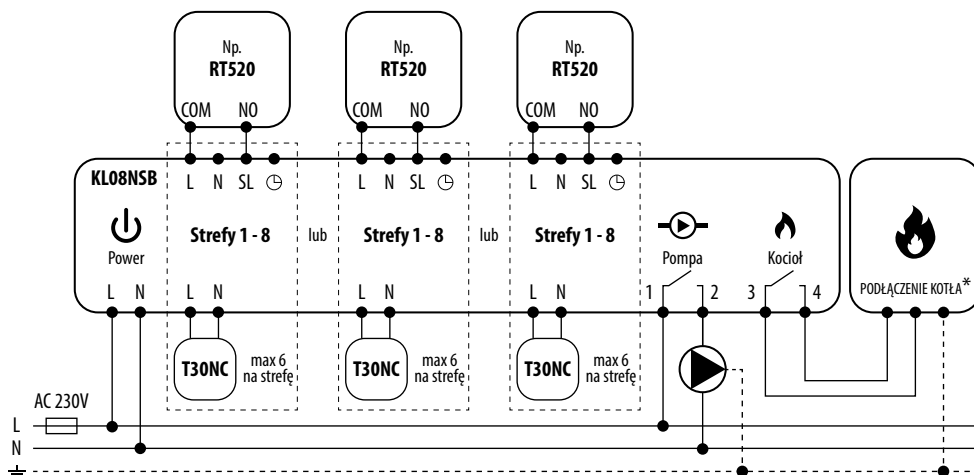 Np.
RT520
COM NO
Np.
RT520
COM NO
Np.
RT520
COM NO
KL08NSB
L N SL
L N SL
L N SL
Power
Strefy 1 - 8
lub
Strefy 1 - 8
lub
Strefy 1 - 8
Pompa
Kocioł
PODŁĄCZENIE KOTŁA*
L N
L N
L N
L N
1 2
3 4
T30NC
max 6
na strefę
T30NC
max 6
na strefę
T30NC
max 6
na strefę
AC 230V
L
N